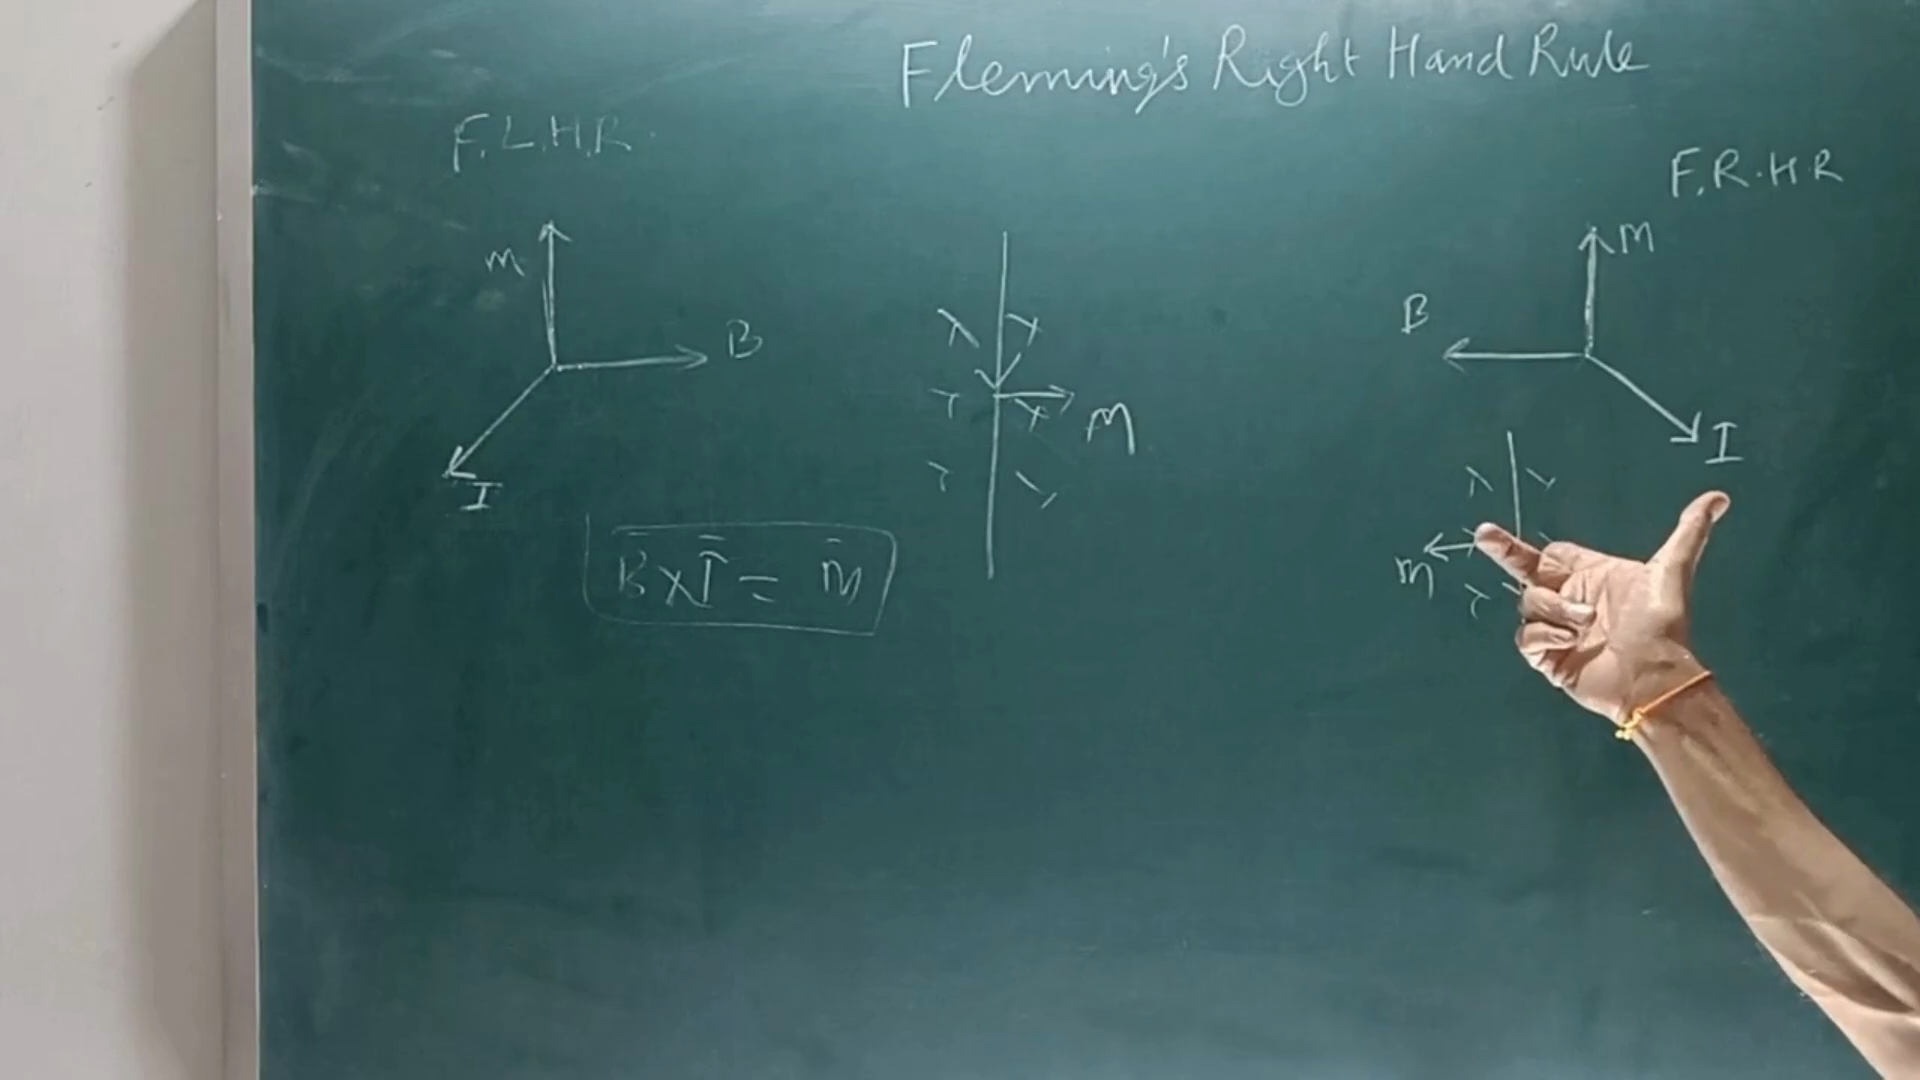 Fleming's Right Hand Rule
F.L.H.R.
F.R.H.R
m
B
I
M
M
B
I
m
B̅ x I̅ = m̅